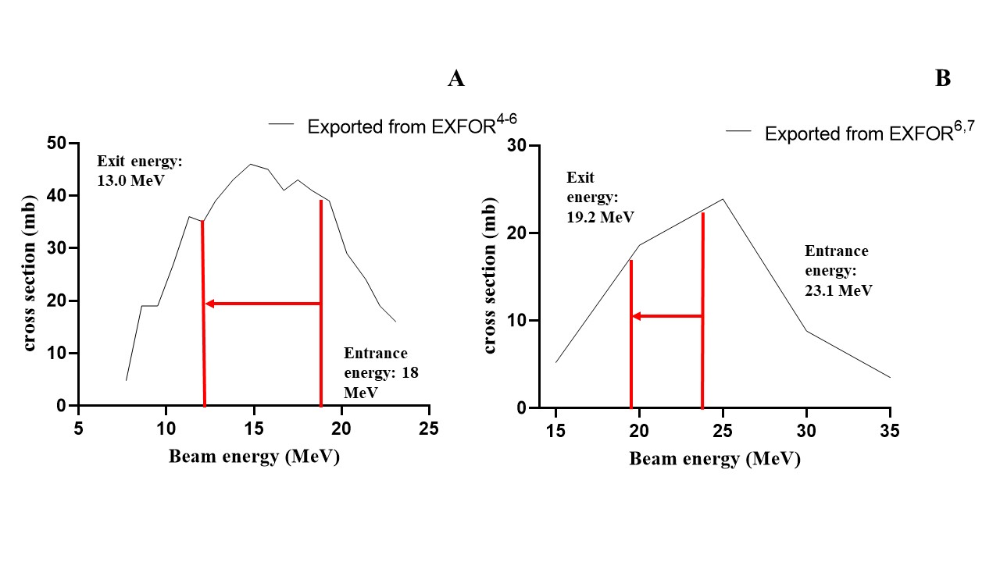 A
Exported from EXFOR4-6
50
40
30
20
10
0
5
10
15
20
25
cross section (mb)
Beam energy (MeV)
Exit energy:
13.0 MeV
Entrance
energy: 18
MeV
B
Exported from EXFOR6,7
30
20
10
0
15
20
25
30
35
cross section (mb)
Beam energy (MeV)
Exit
energy:
19.2 MeV
Entrance
energy:
23.1 MeV